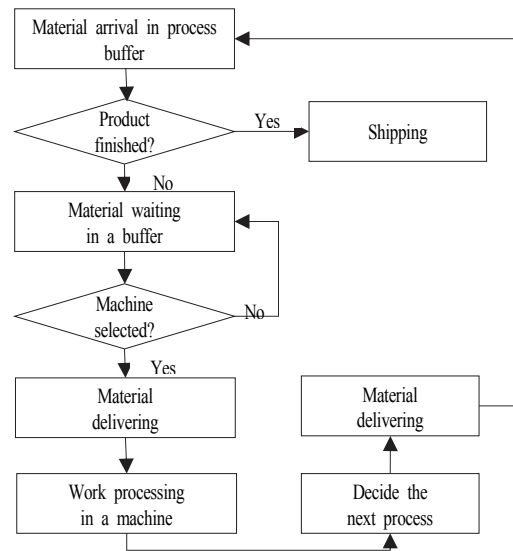 Material arrival in process
buffer
Product
finished?
Yes
Shipping
No
Material waiting
in a buffer
Machine
selected?
No
Yes
Material
delivering
Material
delivering
Work processing
in a machine
Decide the
next process